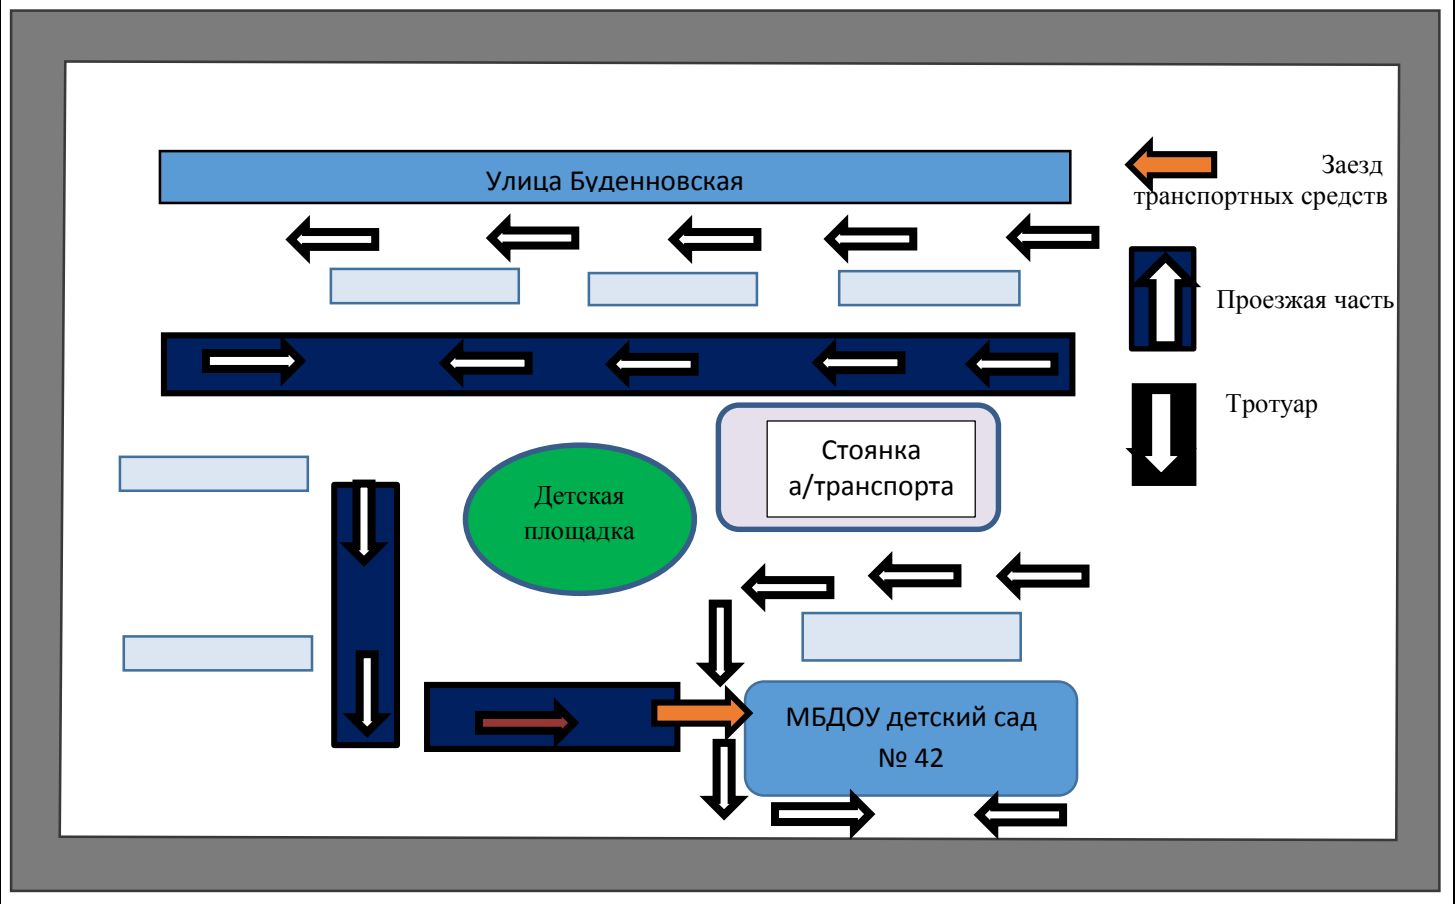 Улица Буденновская
Заезд
транспортных средств
Проезжая часть
Тротуар
Стоянка
а/транспорта
Детская
площадка
МБДОУ детский сад
№ 42